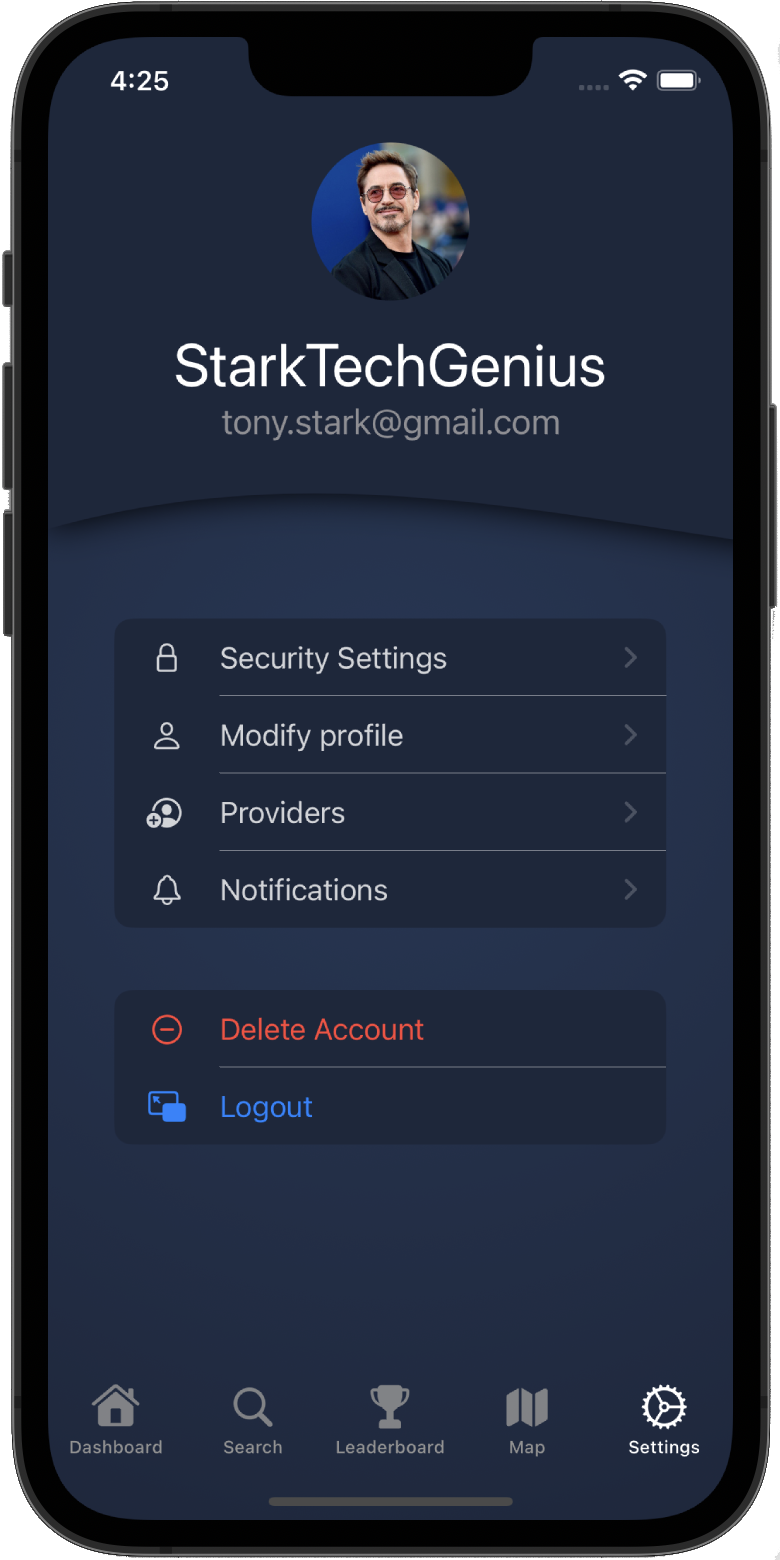 4:25
StarkTechGenius
tony.stark@gmail.com
Security Settings
Modify profile
Providers
Notifications
Delete Account
Logout
Dashboard
Search
Leaderboard
Map
Settings